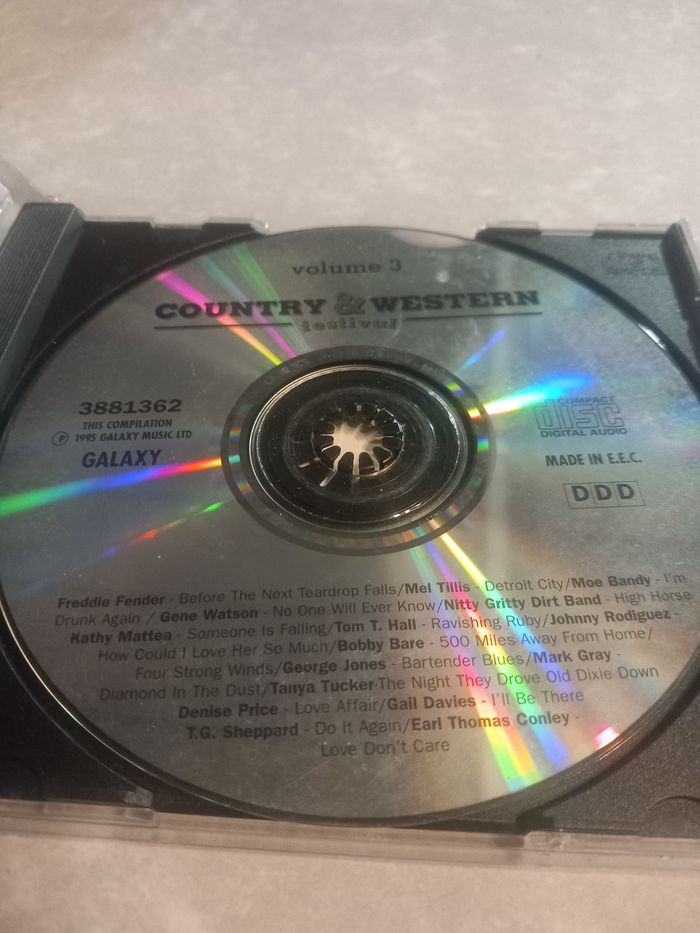 volume 3
COUNTRY & WESTERN
festival
3881362
THIS COMPILATION
℗ 1995 GALAXY MUSIC LTD
GALAXY
COMPACT
disc
DIGITAL AUDIO
MADE IN E.E.C.
DDD
Freddie Fender - Before The Next Teardrop Falls/Mel Tillis - Detroit City/Moe Bandy - I'm
Drunk Again / Gene Watson - No One Will Ever Know/Nitty Gritty Dirt Band - High Horse
Kathy Mattea - Someone Is Falling/Tom T. Hall - Ravishing Ruby/Johnny Rodiguez -
How Could I Love Her So Much/Bobby Bare - 500 Miles Away From Home/
Four Strong Winds/George Jones - Bartender Blues/Mark Gray -
Diamond In The Dust/Tanya Tucker-The Night They Drove Old Dixie Down
Denise Price - Love Affair/Gail Davies - I'll Be There
T.G. Sheppard - Do It Again/Earl Thomas Conley -
Love Don't Care